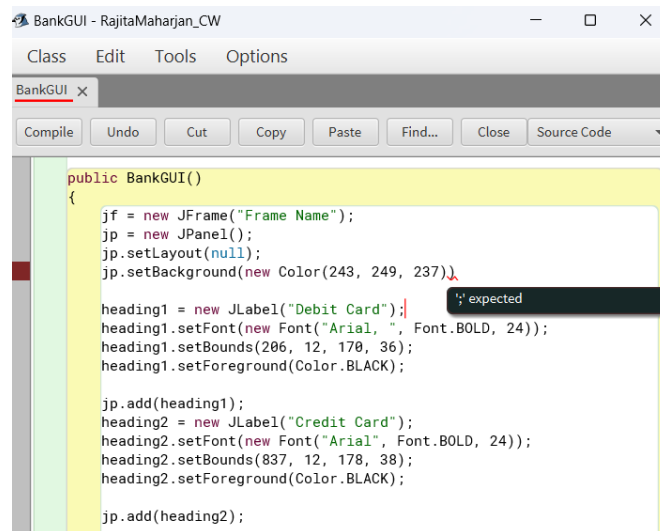 BankGUI - RajitaMaharjan_CW
Class Edit Tools Options
BankGUI
Compile Undo Cut Copy Paste Find... Close Source Code
public BankGUI()
{
jf = new JFrame("Frame Name");
jp = new JPanel();
jp.setLayout(null);
jp.setBackground(new Color(243, 249, 237))
';' expected
heading1 = new JLabel("Debit Card");
heading1.setFont(new Font("Arial, ", Font.BOLD, 24));
heading1.setBounds(206, 12, 170, 36);
heading1.setForeground(Color.BLACK);
jp.add(heading1);
heading2 = new JLabel("Credit Card");
heading2.setFont(new Font("Arial", Font.BOLD, 24));
heading2.setBounds(837, 12, 178, 38);
heading2.setForeground(Color.BLACK);
jp.add(heading2);